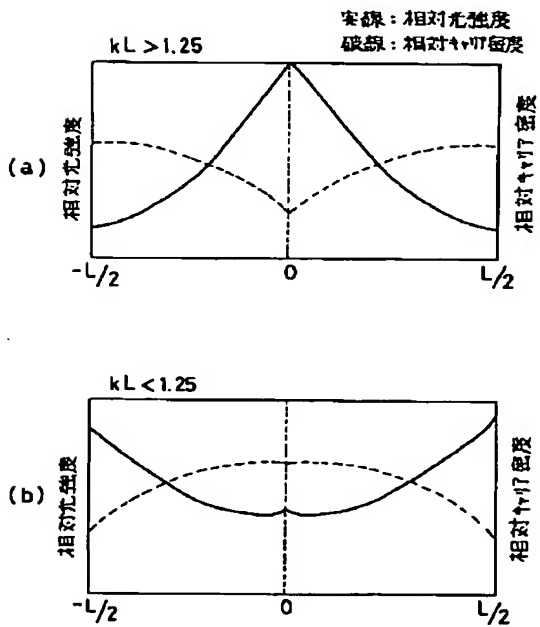 実線：相対光強度
破線：相対キャリア密度
kL > 1.25
(a)
相対光強度
相対キャリア密度
-L/2
0
L/2
kL < 1.25
(b)
相対光強度
相対キャリア密度
-L/2
0
L/2